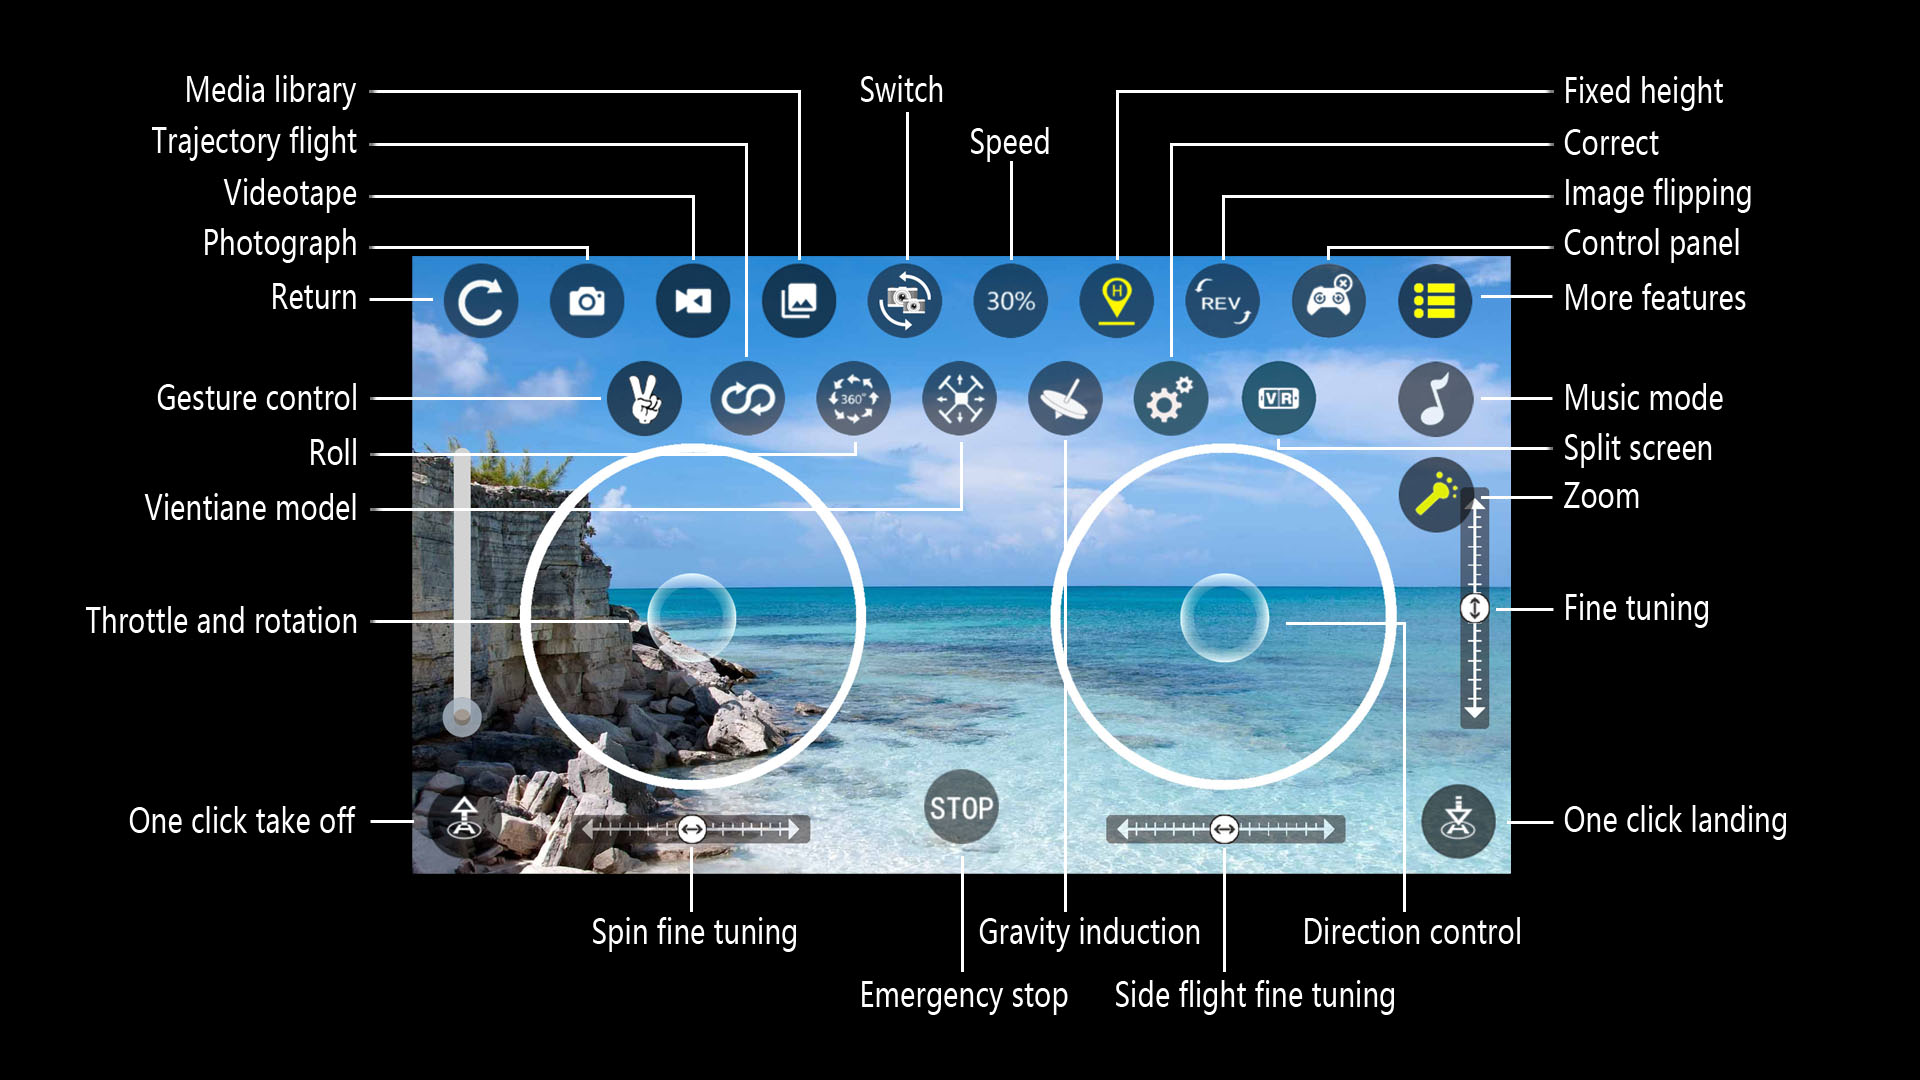 Media library
Switch
Fixed height
Trajectory flight
Speed
Correct
Videotape
Image flipping
Photograph
Control panel
Return
30%
H
REV
More features
Gesture control
360°
VR
Music mode
Roll
Split screen
Vientiane model
Zoom
Throttle and rotation
Fine tuning
One click take off
STOP
One click landing
Spin fine tuning
Gravity induction
Direction control
Emergency stop
Side flight fine tuning